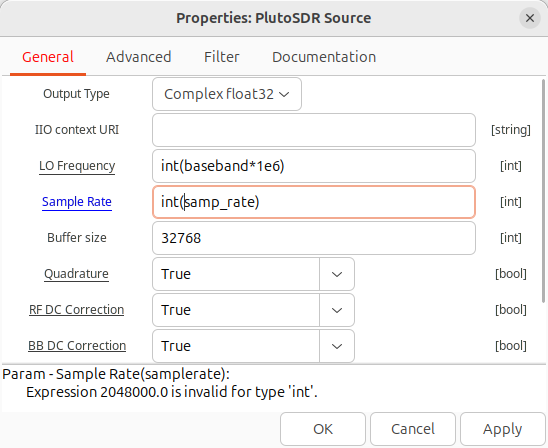 Properties: PlutoSDR Source
General Advanced Filter Documentation
Output Type Complex float32
IIO context URI [string]
LO Frequency int(baseband*1e6) [int]
Sample Rate int(samp_rate) [int]
Buffer size 32768 [int]
Quadrature True [bool]
RF DC Correction True [bool]
BB DC Correction True [bool]
Param - Sample Rate(samplerate):
Expression 2048000.0 is invalid for type 'int'.
OK Cancel Apply